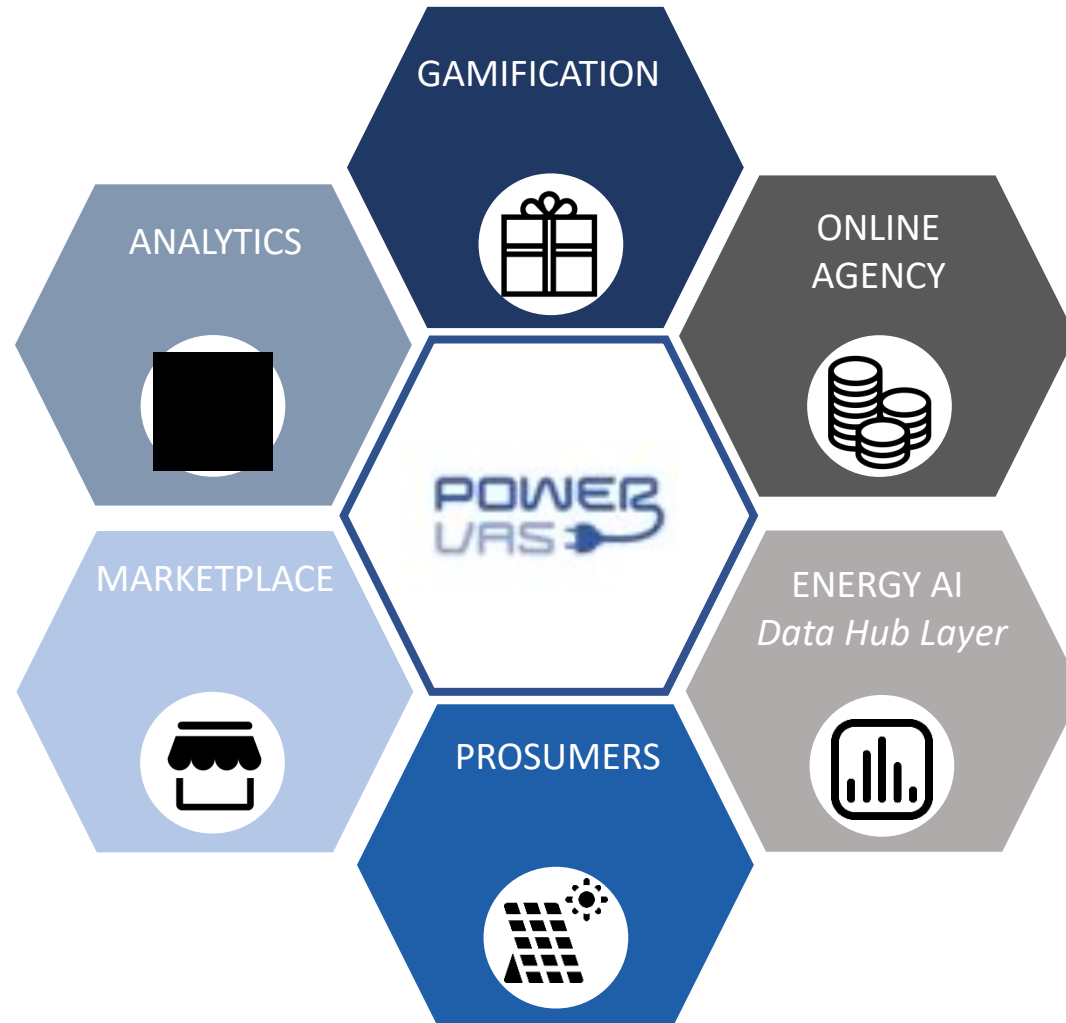 GAMIFICATION
ANALYTICS
ONLINE
AGENCY
POWER
VAS
MARKETPLACE
ENERGY AI
Data Hub Layer
PROSUMERS